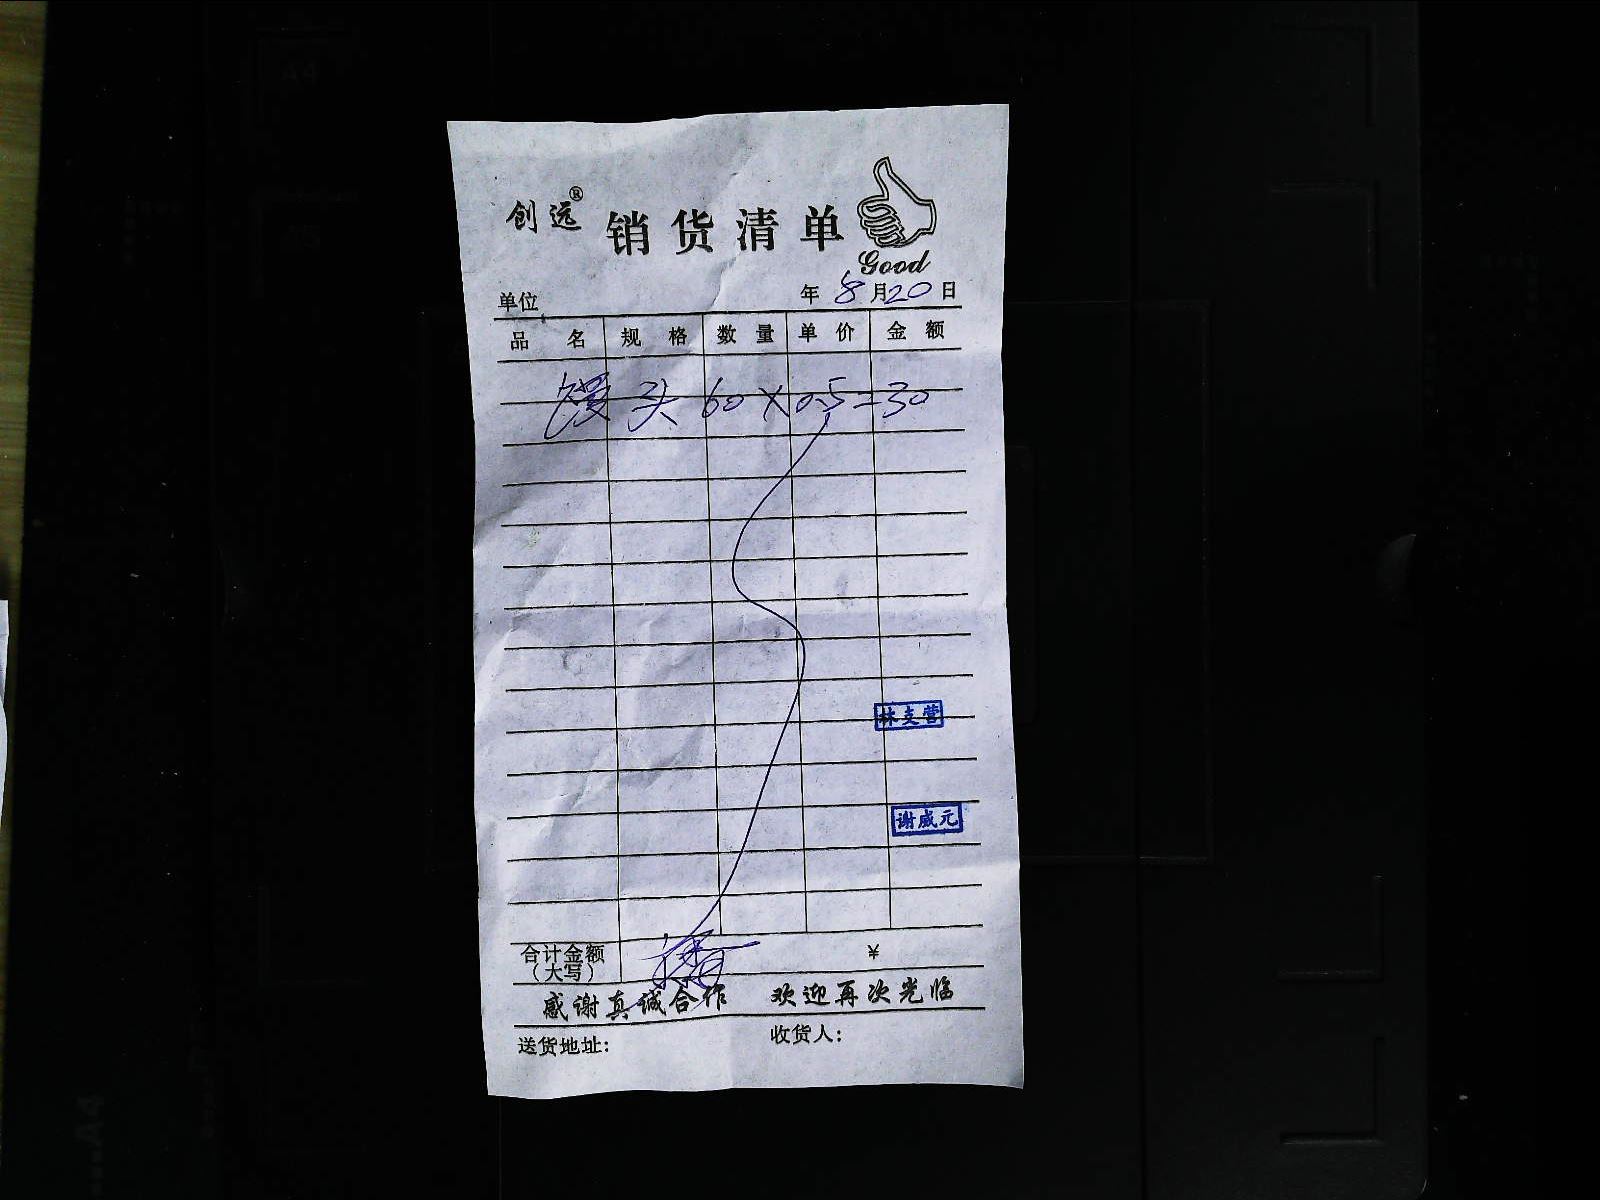 创远® 销货清单
Good
单位 年 8 月 20 日
品 名 规 格 数 量 单 价 金 额
馒头 60 × 0.5 = 30
林支营
谢威元
合计金额
(大写) ¥
感谢真诚合作 欢迎再次光临
送货地址: 收货人: